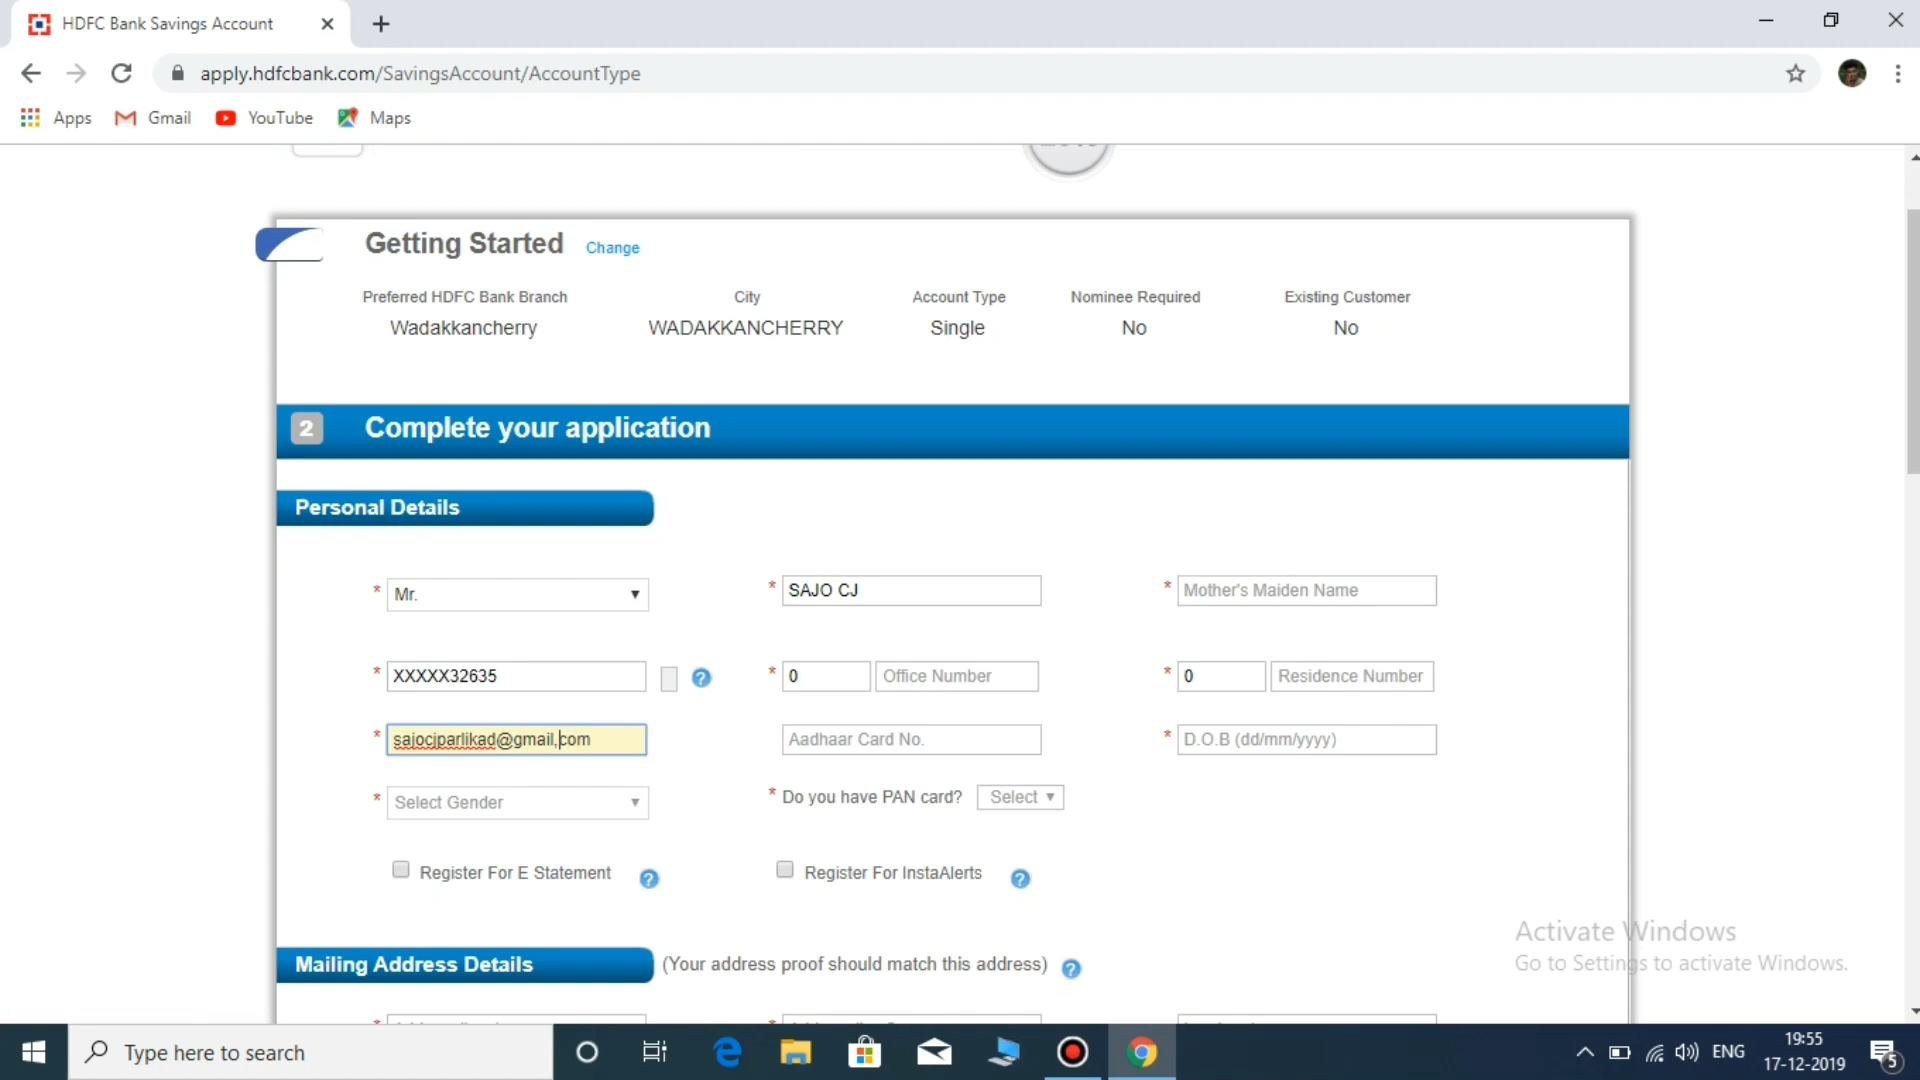 HDFC Bank Savings Account
apply.hdfcbank.com/SavingsAccount/AccountType
Apps Gmail YouTube Maps
Getting Started Change
Preferred HDFC Bank Branch City Account Type Nominee Required Existing Customer
Wadakkancherry WADAKKANCHERRY Single No No
2 Complete your application
Personal Details
* Mr. * SAJO CJ * Mother's Maiden Name
* XXXXX32635 ? * 0 Office Number * 0 Residence Number
* sajocjparlikad@gmail,com Aadhaar Card No. * D.O.B (dd/mm/yyyy)
* Select Gender * Do you have PAN card? Select
Register For E Statement ? Register For InstaAlerts ?
Activate Windows
Go to Settings to activate Windows.
Mailing Address Details (Your address proof should match this address) ?
Type here to search
ENG
19:55
17-12-2019
5